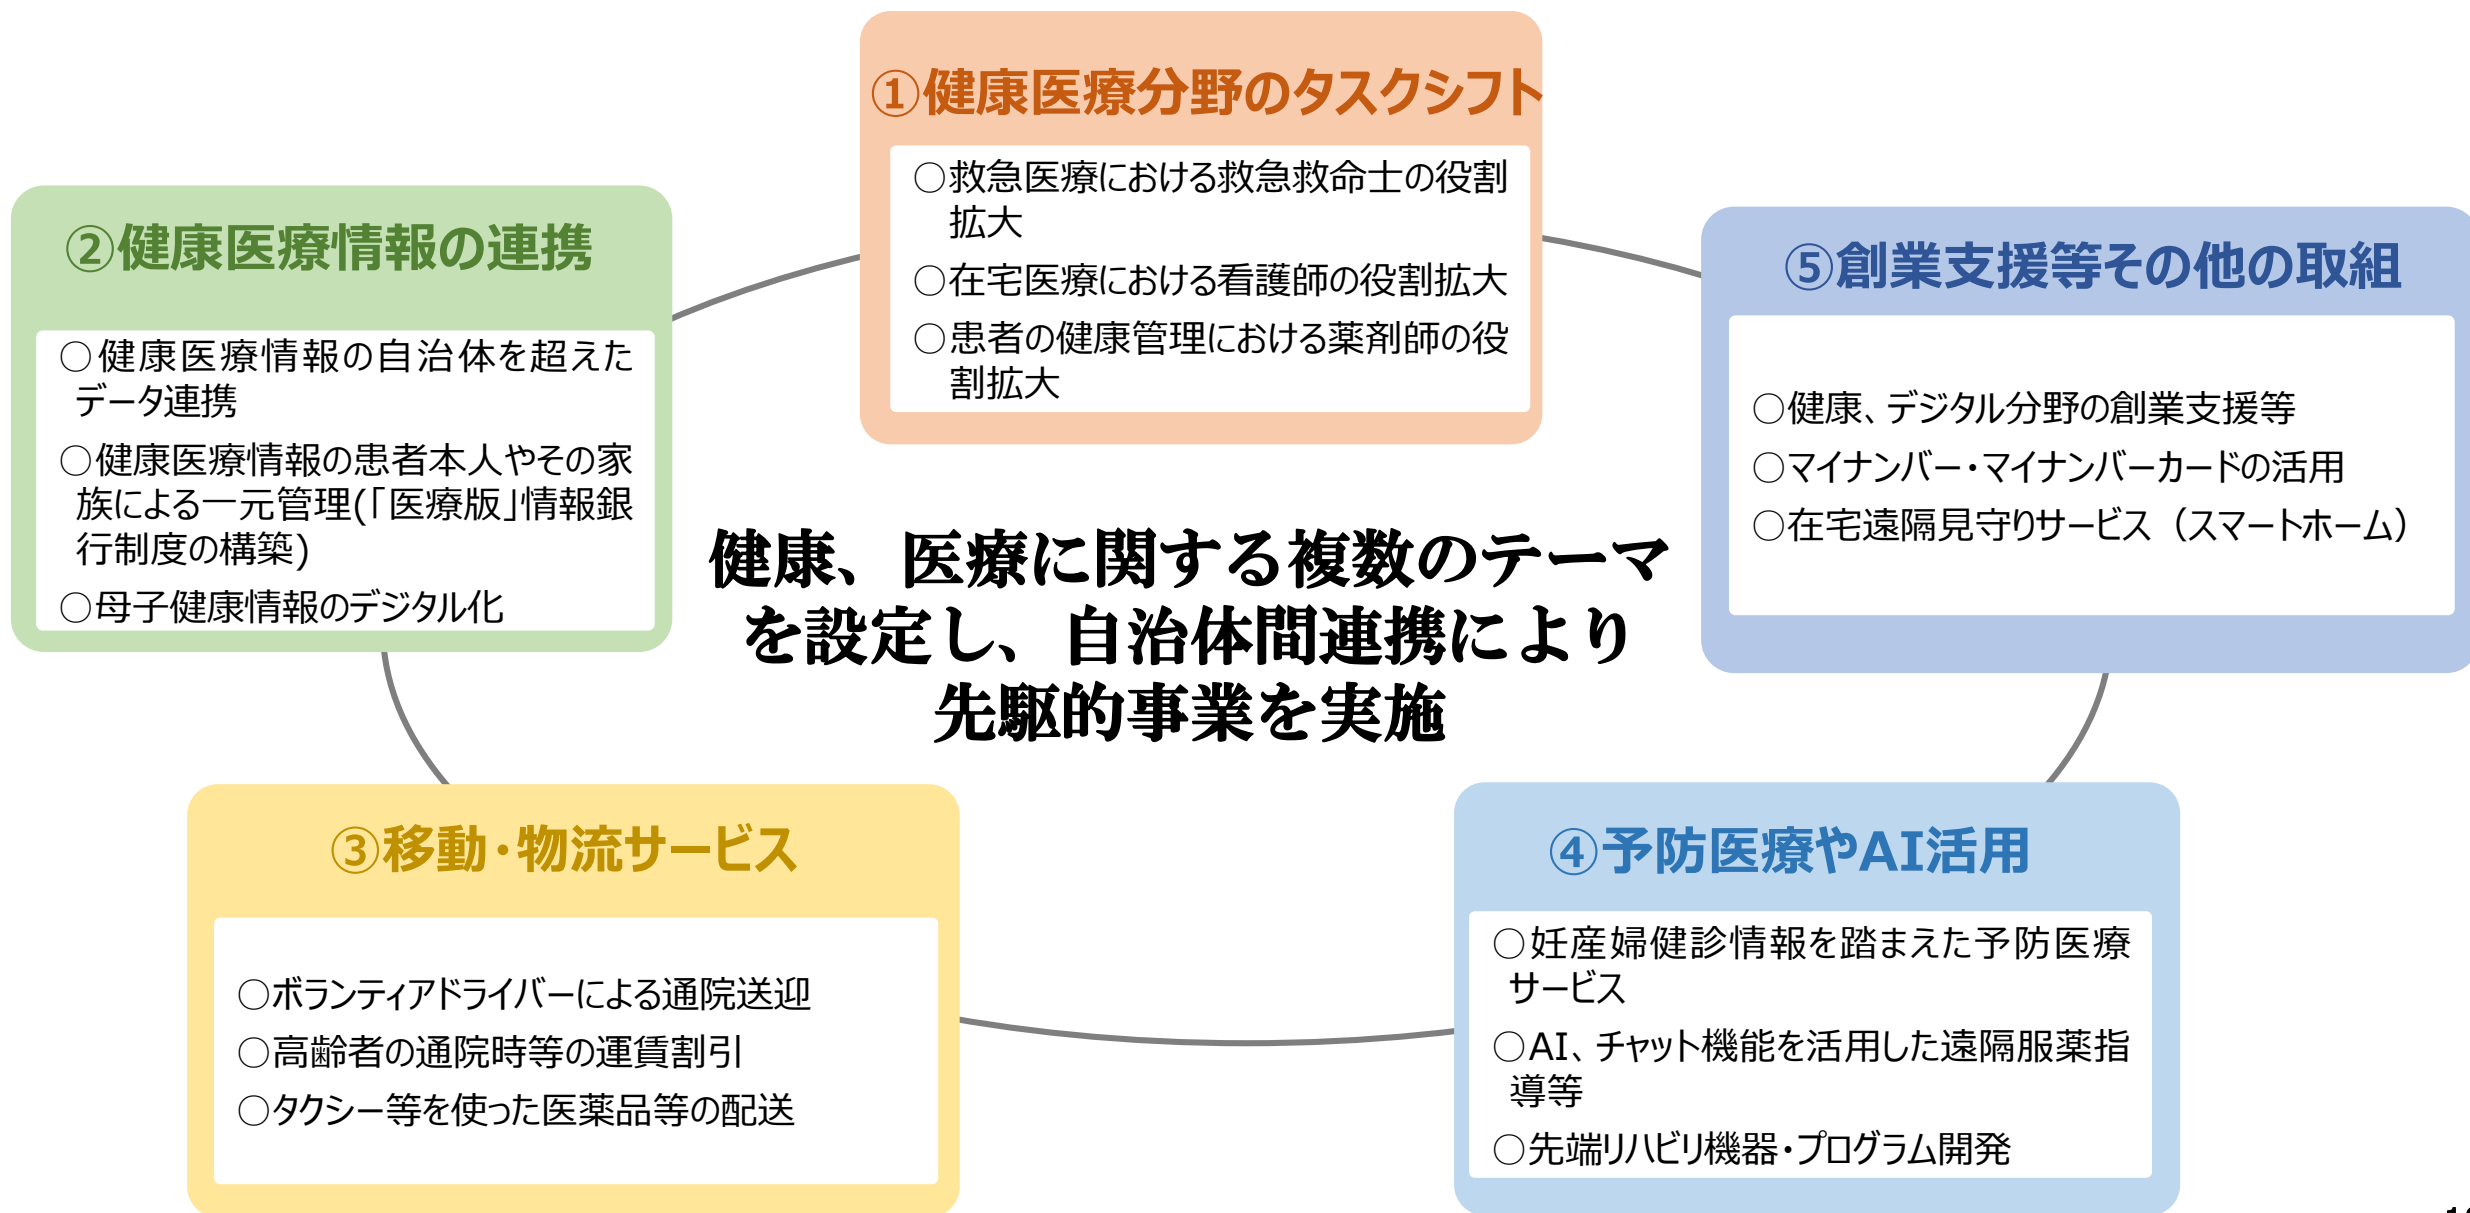 ①健康医療分野のタスクシフト
○救急医療における救急救命士の役割
拡大
○在宅医療における看護師の役割拡大
○患者の健康管理における薬剤師の役
割拡大
②健康医療情報の連携
○健康医療情報の自治体を超えた
データ連携
○健康医療情報の患者本人やその家
族による一元管理(「医療版」情報銀
行制度の構築)
○母子健康情報のデジタル化
⑤創業支援等その他の取組
○健康、デジタル分野の創業支援等
○マイナンバー・マイナンバーカードの活用
○在宅遠隔見守りサービス（スマートホーム）
健康、医療に関する複数のテーマ
を設定し、自治体間連携により
先駆的事業を実施
③移動・物流サービス
○ボランティアドライバーによる通院送迎
○高齢者の通院時等の運賃割引
○タクシー等を使った医薬品等の配送
④予防医療やAI活用
○妊産婦健診情報を踏まえた予防医療
サービス
○AI、チャット機能を活用した遠隔服薬指
導等
○先端リハビリ機器・プログラム開発